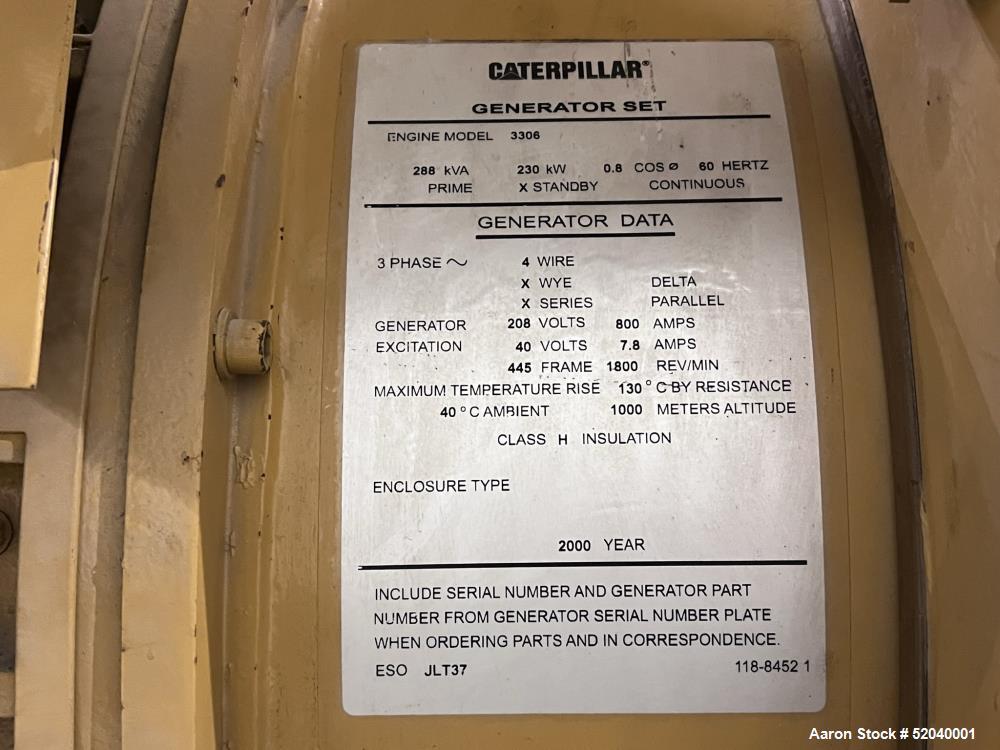 CATERPILLAR®
GENERATOR SET
ENGINE MODEL 3306
288 kVA 230 kW 0.8 COS Ø 60 HERTZ
PRIME X STANDBY CONTINUOUS
GENERATOR DATA
3 PHASE ～ 4 WIRE
X WYE DELTA
X SERIES PARALLEL
GENERATOR 208 VOLTS 800 AMPS
EXCITATION 40 VOLTS 7.8 AMPS
445 FRAME 1800 REV/MIN
MAXIMUM TEMPERATURE RISE 130 °C BY RESISTANCE
40 °C AMBIENT 1000 METERS ALTITUDE
CLASS H INSULATION
ENCLOSURE TYPE
2000 YEAR
INCLUDE SERIAL NUMBER AND GENERATOR PART
NUMBER FROM GENERATOR SERIAL NUMBER PLATE
WHEN ORDERING PARTS AND IN CORRESPONDENCE.
ESO JLT37 118-8452 1
Aaron Stock # 52040001